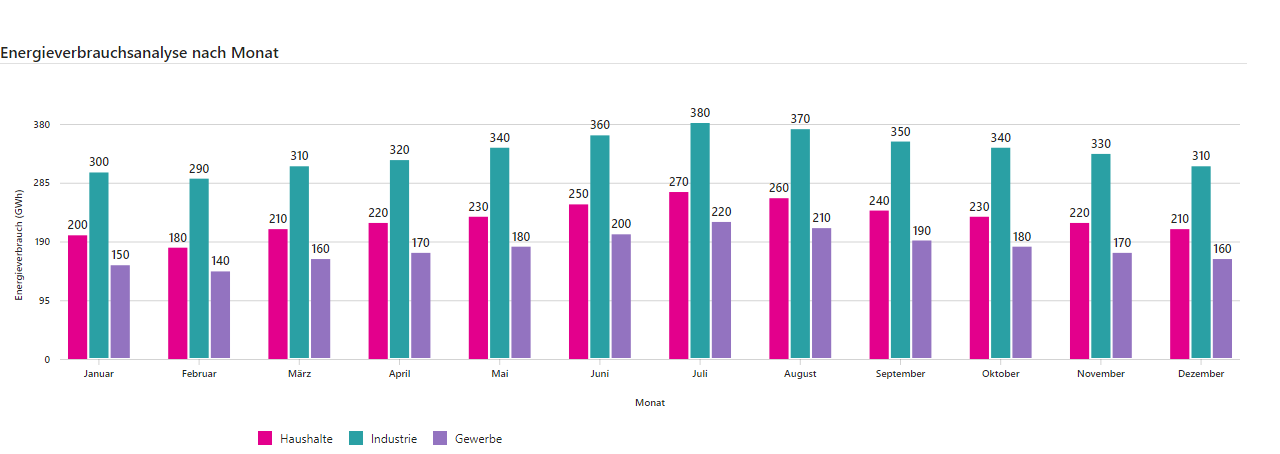 Energieverbrauchsanalyse nach Monat
380
285
190
95
0
Energieverbrauch (GWh)
200 300 150
180 290 140
210 310 160
220 320 170
230 340 180
250 360 200
270 380 220
260 370 210
240 350 190
230 340 180
220 330 170
210 310 160
Januar Februar März April Mai Juni Juli August September Oktober November Dezember
Monat
Haushalte Industrie Gewerbe